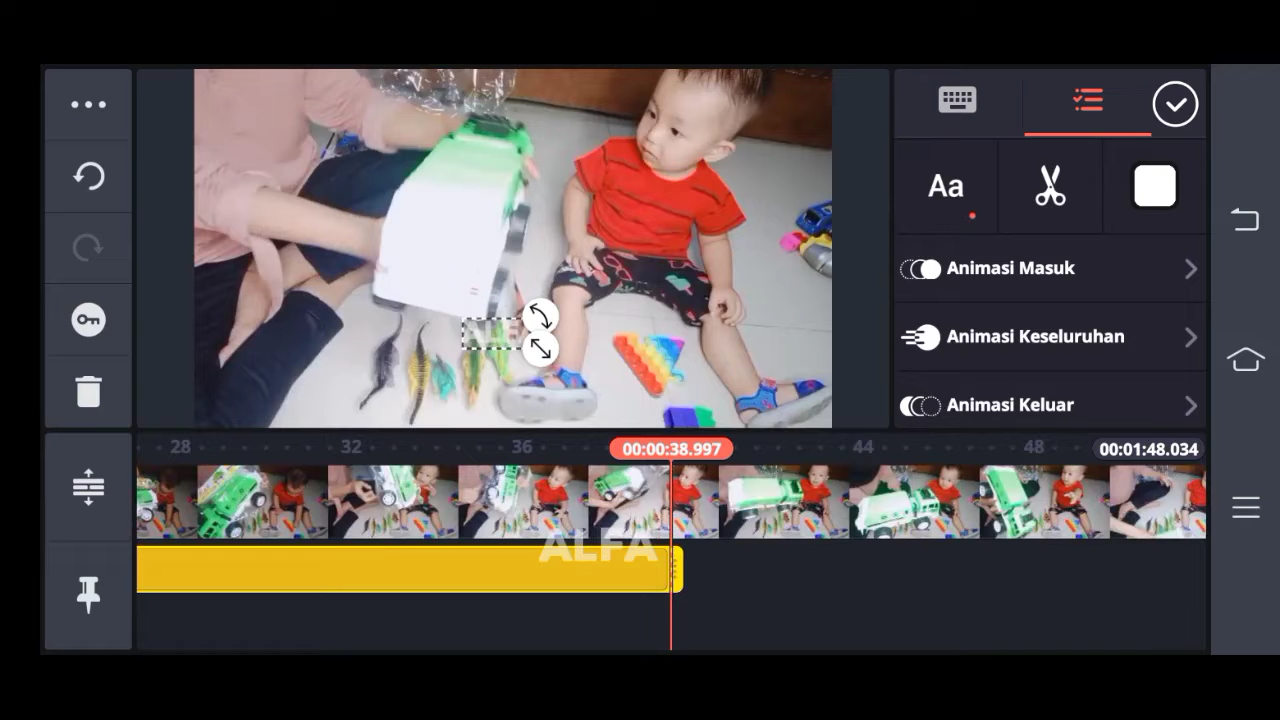 Aa
Animasi Masuk
Animasi Keseluruhan
Animasi Keluar
28
32
36
00:00:38.997
44
48
00:01:48.034
ALFA